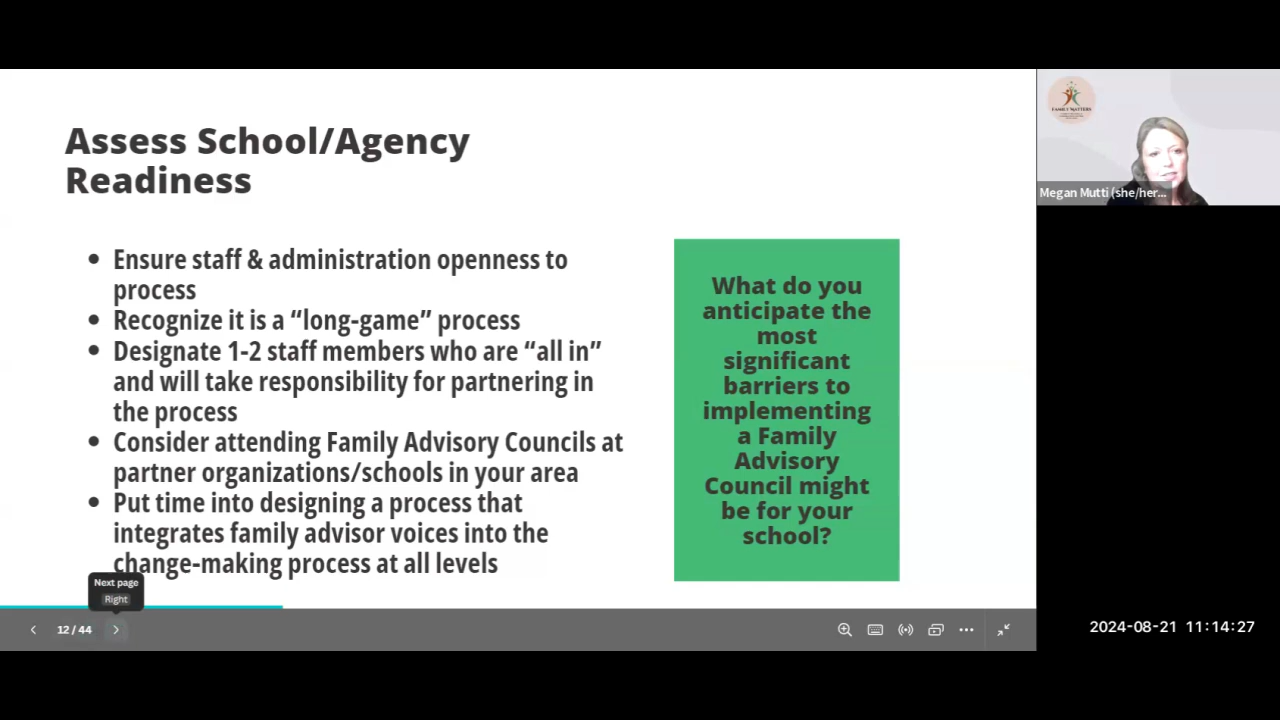 Assess School/Agency
Readiness
• Ensure staff & administration openness to
process
• Recognize it is a “long-game” process
• Designate 1-2 staff members who are “all in”
and will take responsibility for partnering in
the process
• Consider attending Family Advisory Councils at
partner organizations/schools in your area
• Put time into designing a process that
integrates family advisor voices into the
change-making process at all levels
What do you
anticipate the
most
significant
barriers to
implementing
a Family
Advisory
Council might
be for your
school?
FAMILY MATTERS
Megan Mutti (she/her...
Next page
Right
12 / 44
2024-08-21 11:14:27